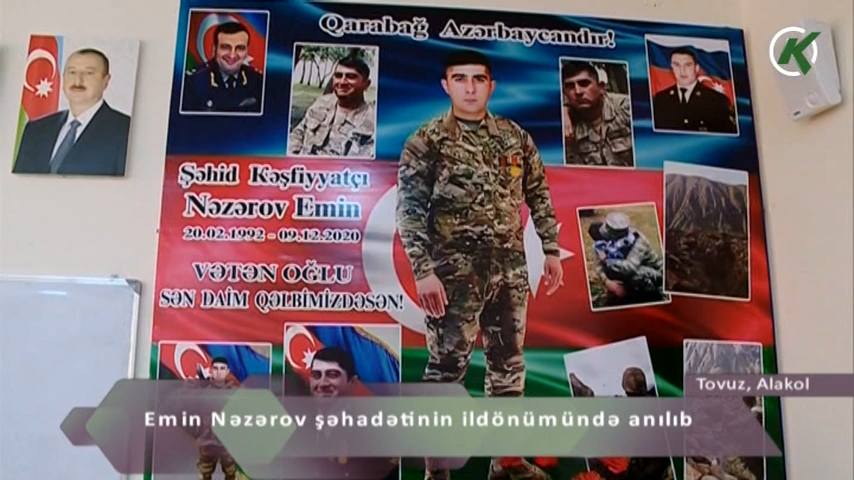 Qarabağ Azərbaycandır!
K
Şəhid Kəşfiyyatçı
Nəzərov Emin
20.02.1992 - 09.12.2020
VƏTƏN OĞLU
SƏN DAİM QƏLBİMİZDƏSƏN!
Tovuz, Alakol
Emin Nəzərov şəhadətinin ildönümündə anılıb